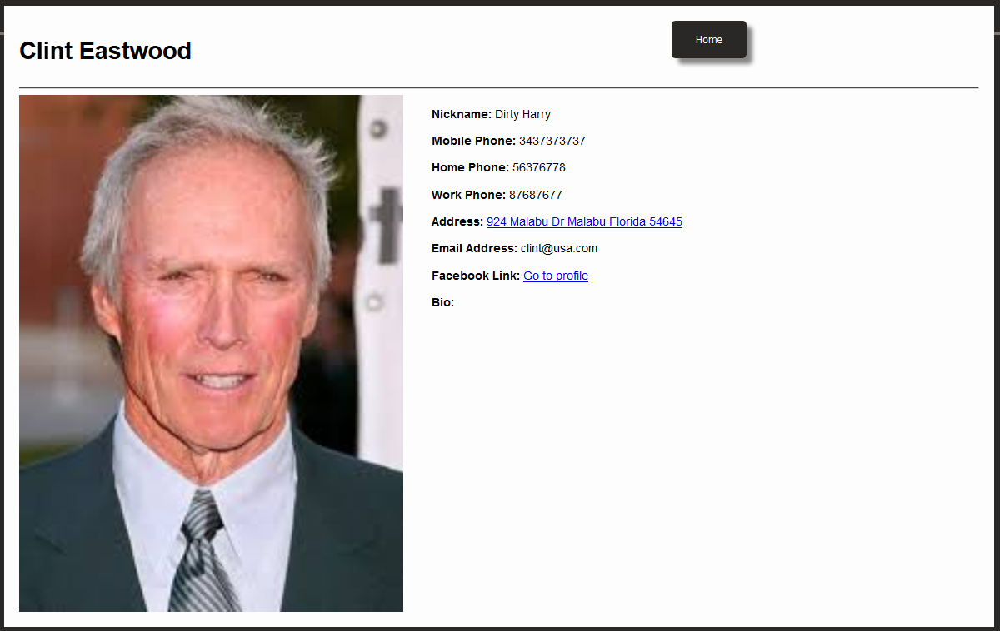 Clint Eastwood
Home
Nickname: Dirty Harry
Mobile Phone: 3437373737
Home Phone: 56376778
Work Phone: 87687677
Address: 924 Malabu Dr Malabu Florida 54645
Email Address: clint@usa.com
Facebook Link: Go to profile
Bio:
t